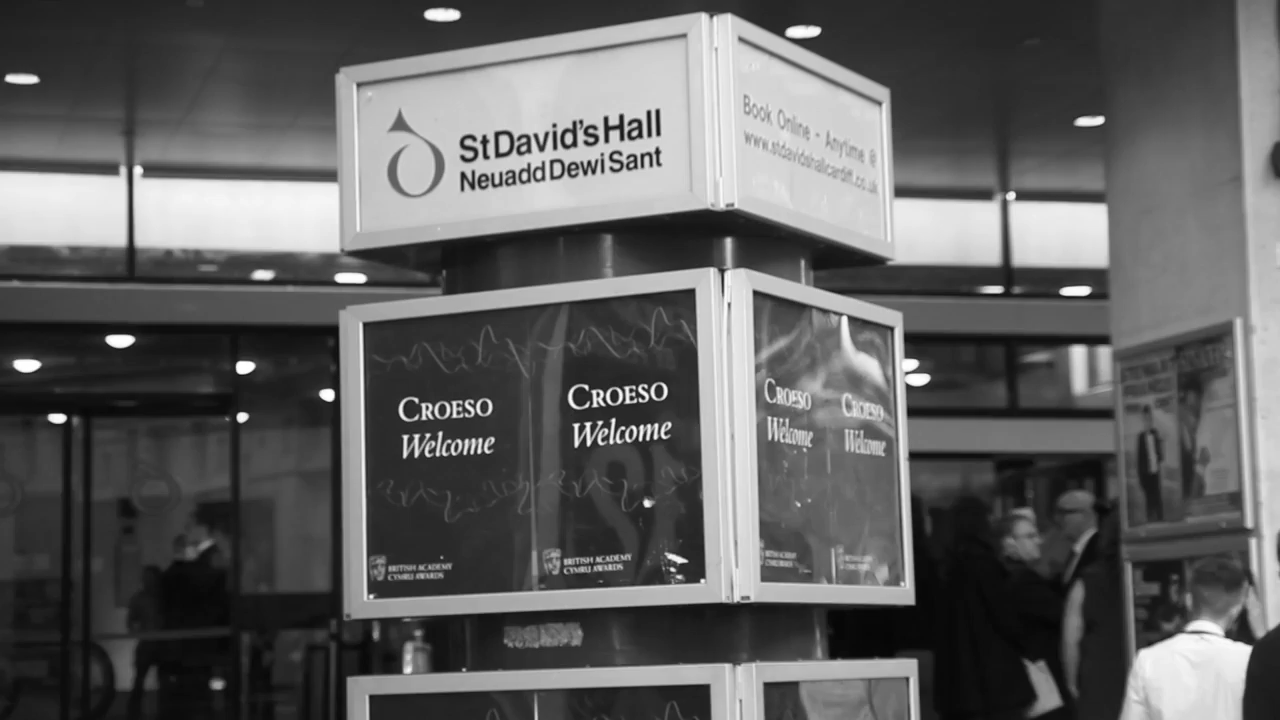 St David's Hall
Neuadd Dewi Sant
Book Online - Anytime @
www.stdavidshallcardiff.co.uk
CROESO
Welcome
CROESO
Welcome
CROESO
Welcome
CROESO
Welcome
BRITISH ACADEMY
CYMRU AWARDS
BRITISH ACADEMY
CYMRU AWARDS